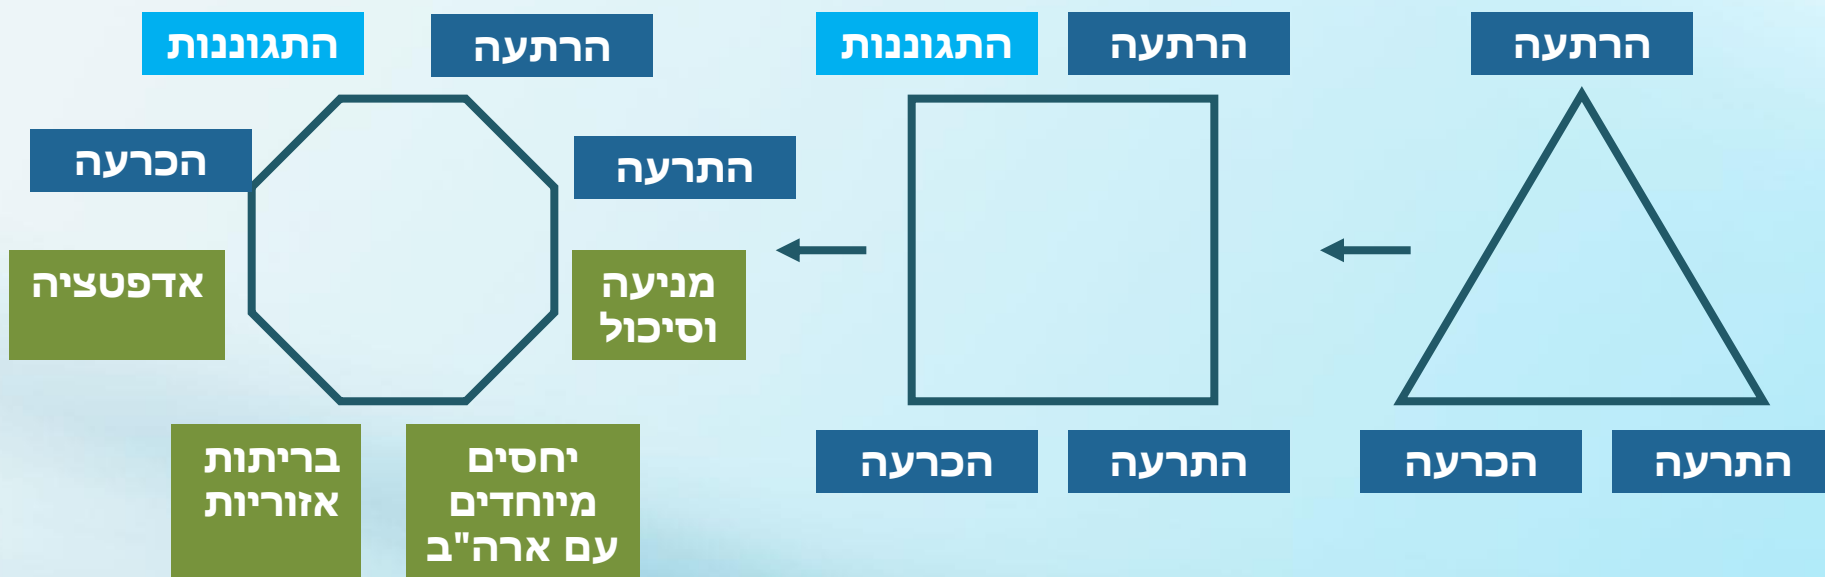 הרתעה
התרעה
הכרעה
הרתעה
התגוננות
התרעה
הכרעה
הרתעה
התגוננות
התרעה
הכרעה
מניעה
וסיכול
אדפטציה
יחסים
מיוחדים
עם ארה"ב
בריתות
אזוריות